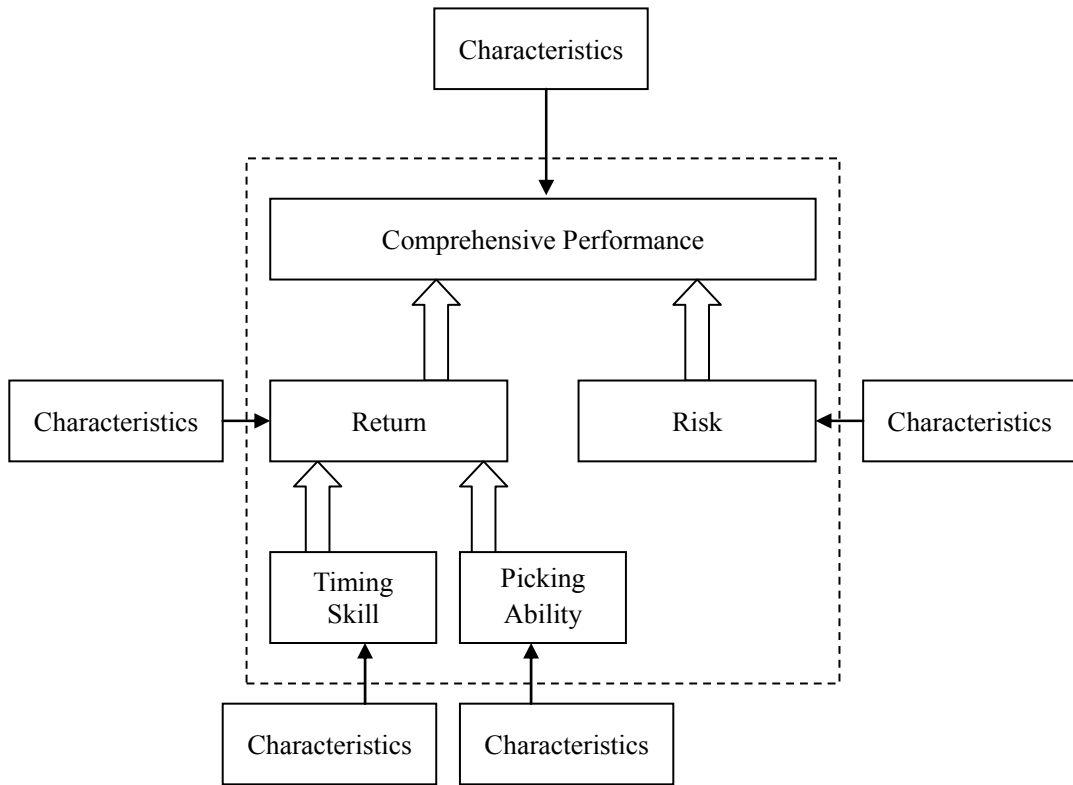 Characteristics
Comprehensive Performance
Characteristics
Return
Risk
Characteristics
Timing
Skill
Picking
Ability
Characteristics
Characteristics